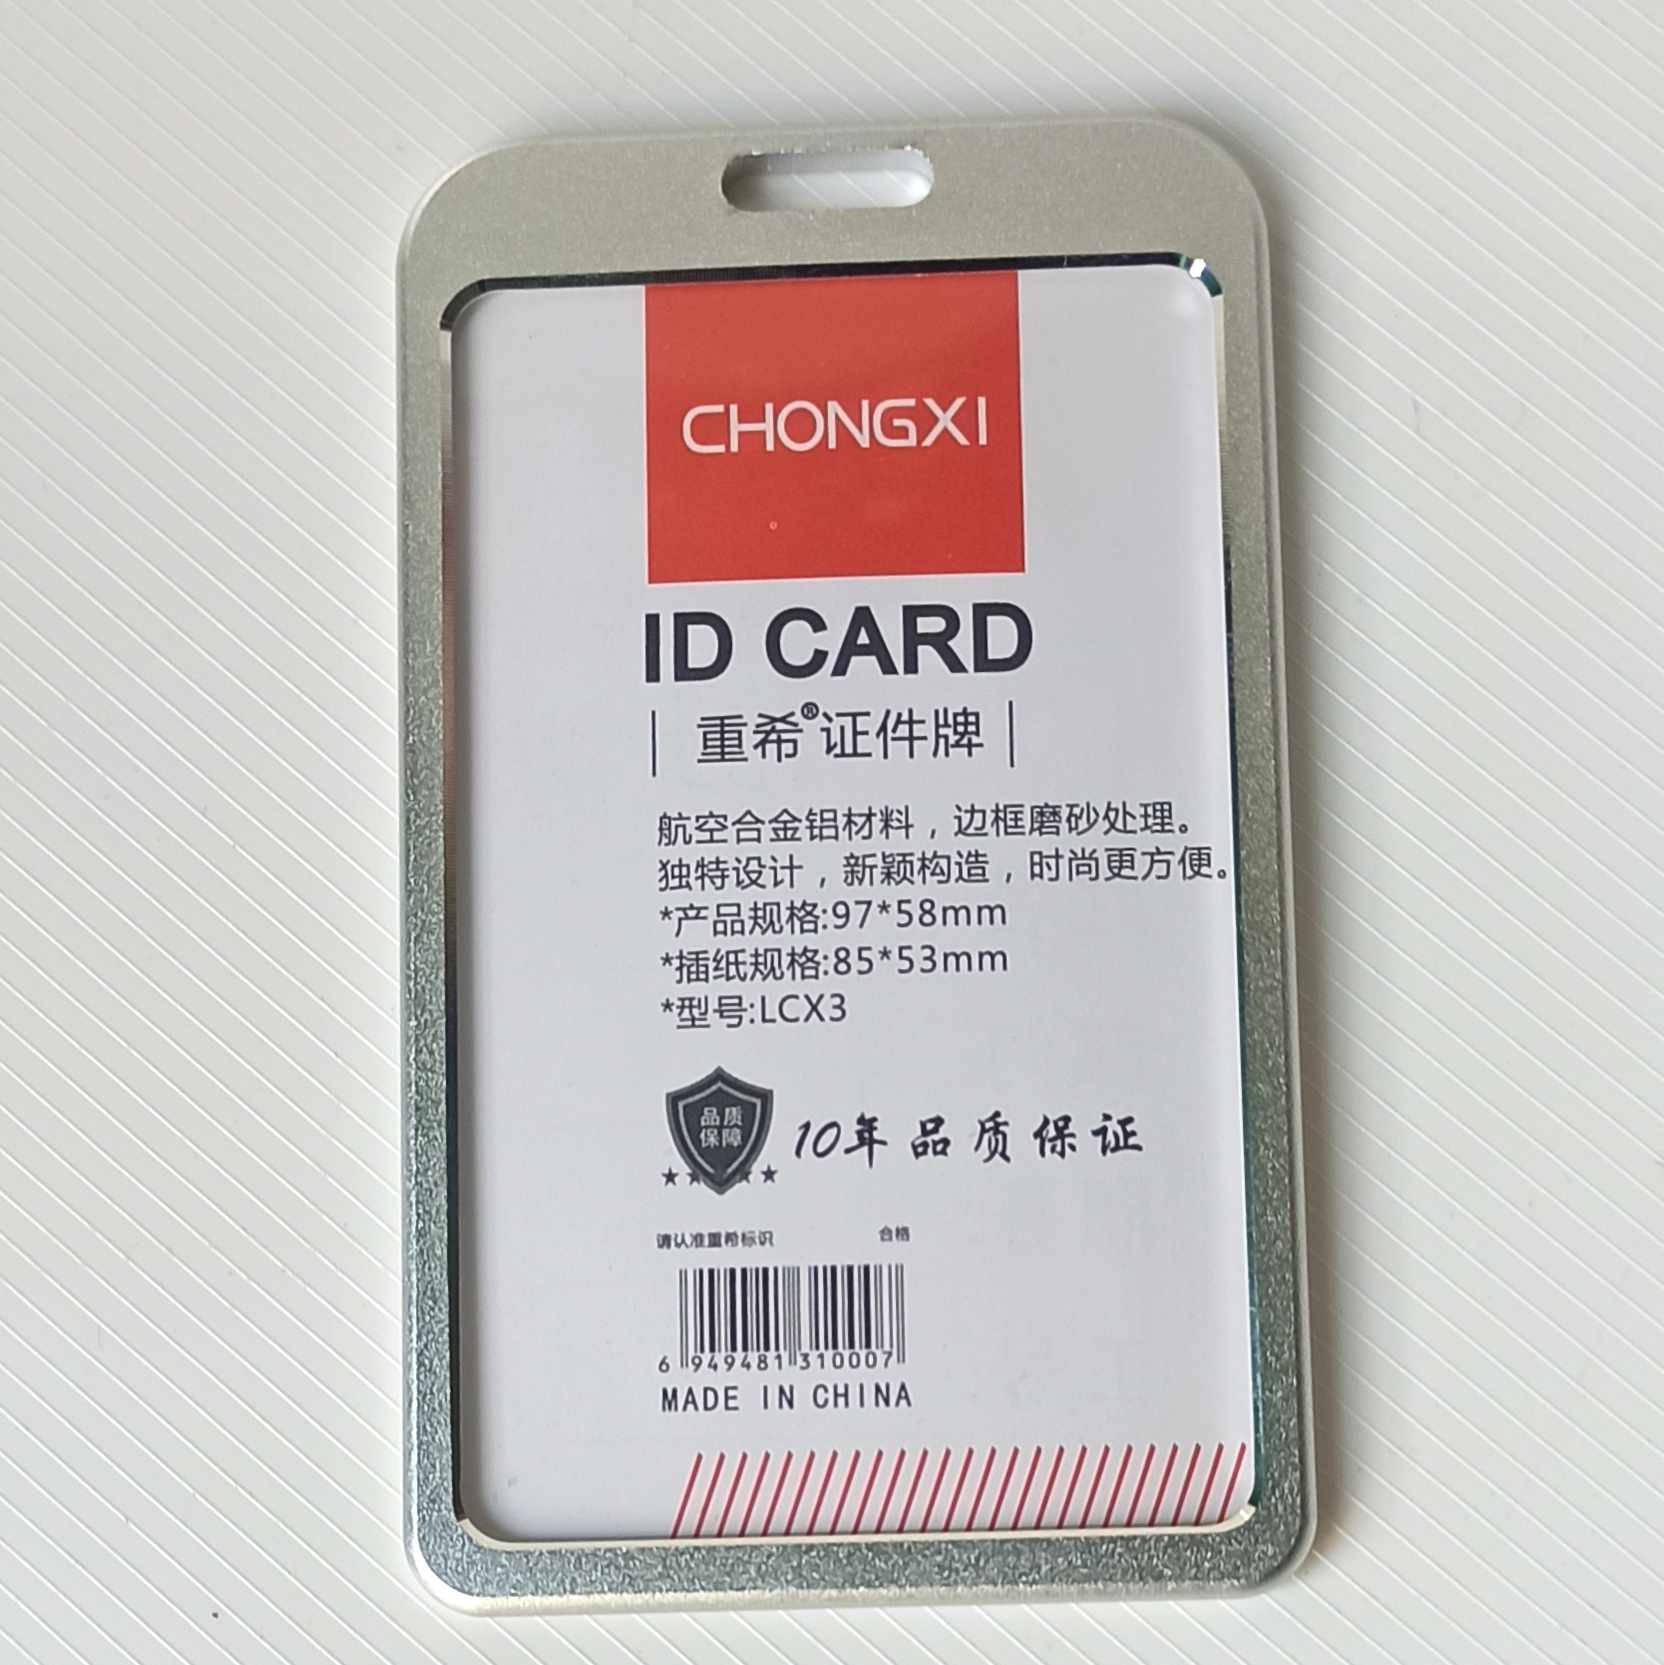 CHONGXI
ID CARD
| 重希®证件牌 |
航空合金铝材料，边框磨砂处理。
独特设计，新颖构造，时尚更方便。
*产品规格:97*58mm
*插纸规格:85*53mm
*型号:LCX3
品质
保障
10年品质保证
请认准重希标识 合格
6 949481 310007
MADE IN CHINA